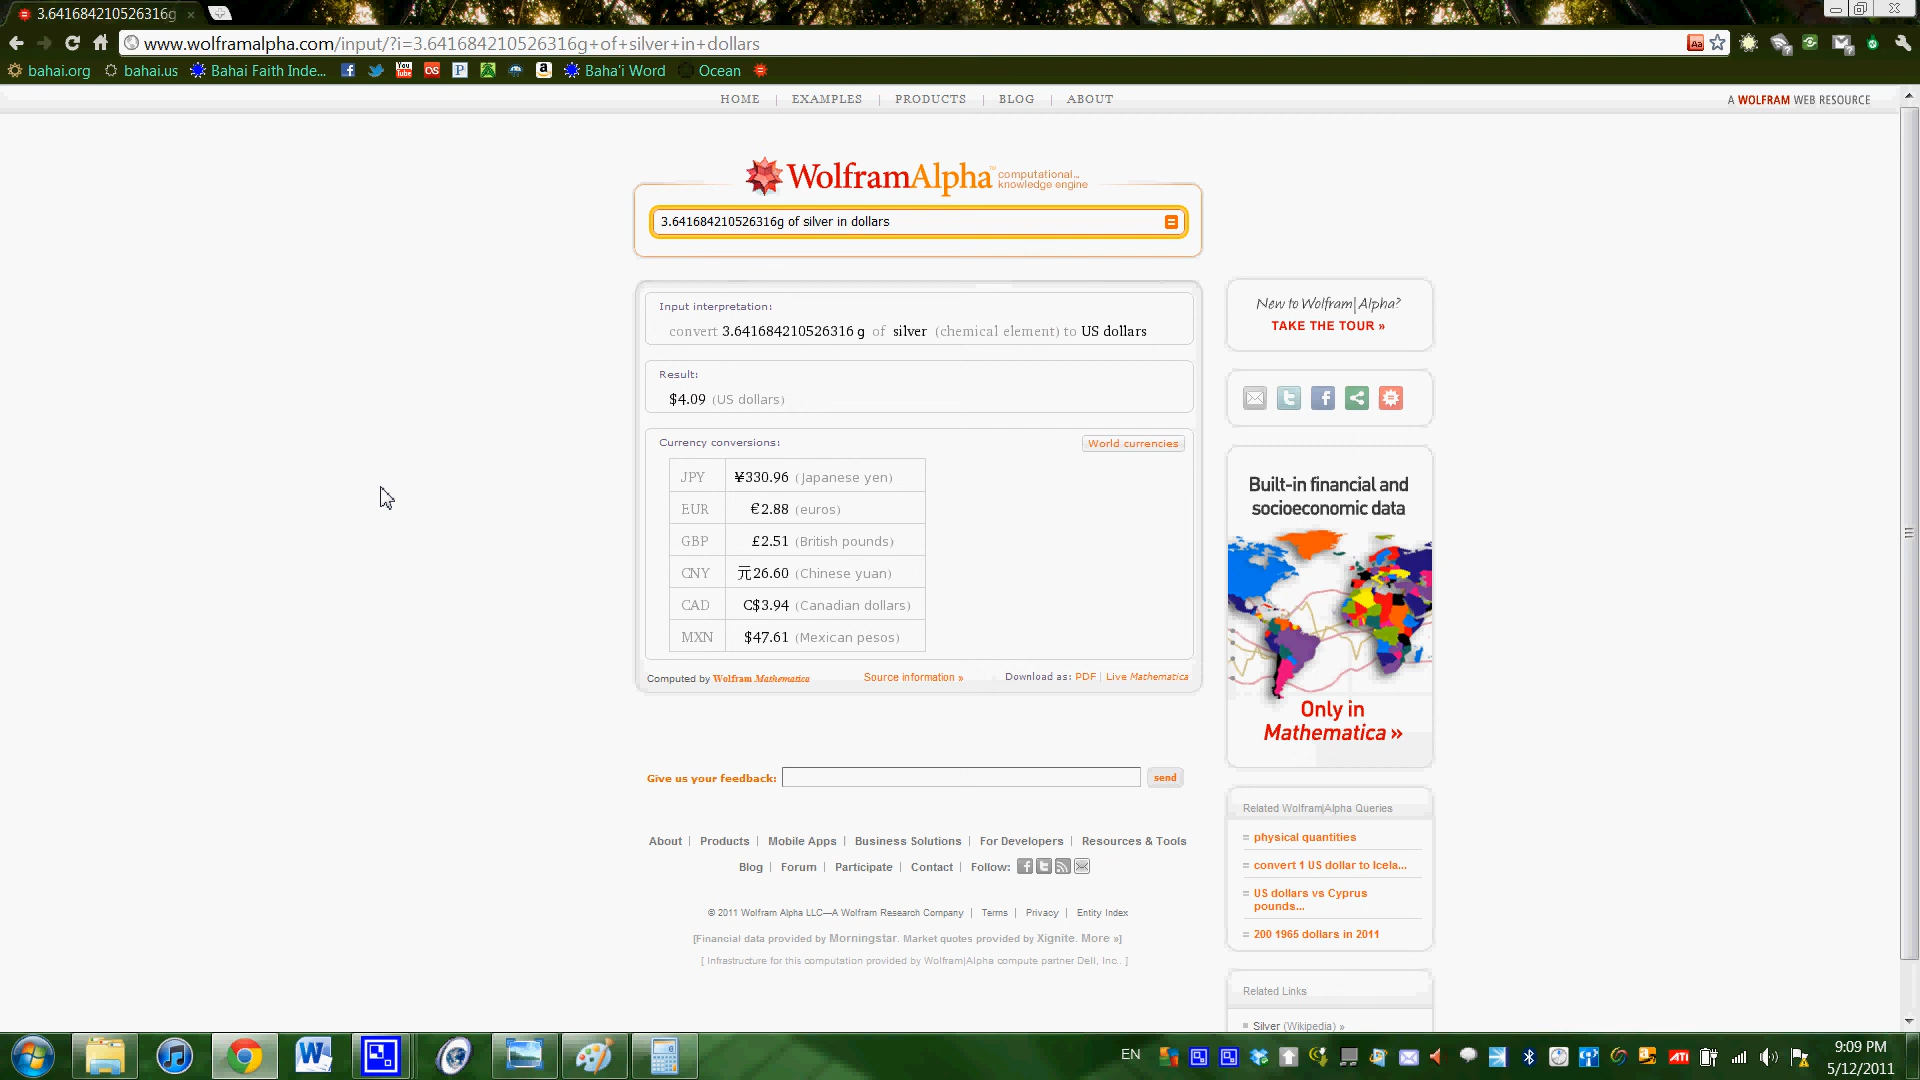 3.641684210526316g
www.wolframalpha.com/input/?i=3.641684210526316g+of+silver+in+dollars
bahai.org bahai.us Bahai Faith Inde... Baha'i Word Ocean
HOME | EXAMPLES | PRODUCTS | BLOG | ABOUT
A WOLFRAM WEB RESOURCE
WolframAlpha™ computational...
knowledge engine
3.641684210526316g of silver in dollars
Input interpretation:
convert 3.641684210526316 g of silver (chemical element) to US dollars
Result:
$4.09 (US dollars)
Currency conversions:
World currencies
JPY ¥330.96 (Japanese yen)
EUR €2.88 (euros)
GBP £2.51 (British pounds)
CNY 元26.60 (Chinese yuan)
CAD C$3.94 (Canadian dollars)
MXN $47.61 (Mexican pesos)
Computed by Wolfram Mathematica
Source information »
Download as: PDF | Live Mathematica
New to Wolfram|Alpha?
TAKE THE TOUR »
Built-in financial and
socioeconomic data
Only in
Mathematica »
Give us your feedback:
send
Related Wolfram|Alpha Queries
physical quantities
convert 1 US dollar to Icela...
US dollars vs Cyprus
pounds...
200 1965 dollars in 2011
Related Links
Silver (Wikipedia) »
About | Products | Mobile Apps | Business Solutions | For Developers | Resources & Tools
Blog | Forum | Participate | Contact | Follow:
© 2011 Wolfram Alpha LLC—A Wolfram Research Company | Terms | Privacy | Entity Index
[Financial data provided by Morningstar. Market quotes provided by Xignite. More »]
[ Infrastructure for this computation provided by Wolfram|Alpha compute partner Dell, Inc.. ]
EN
9:09 PM
5/12/2011